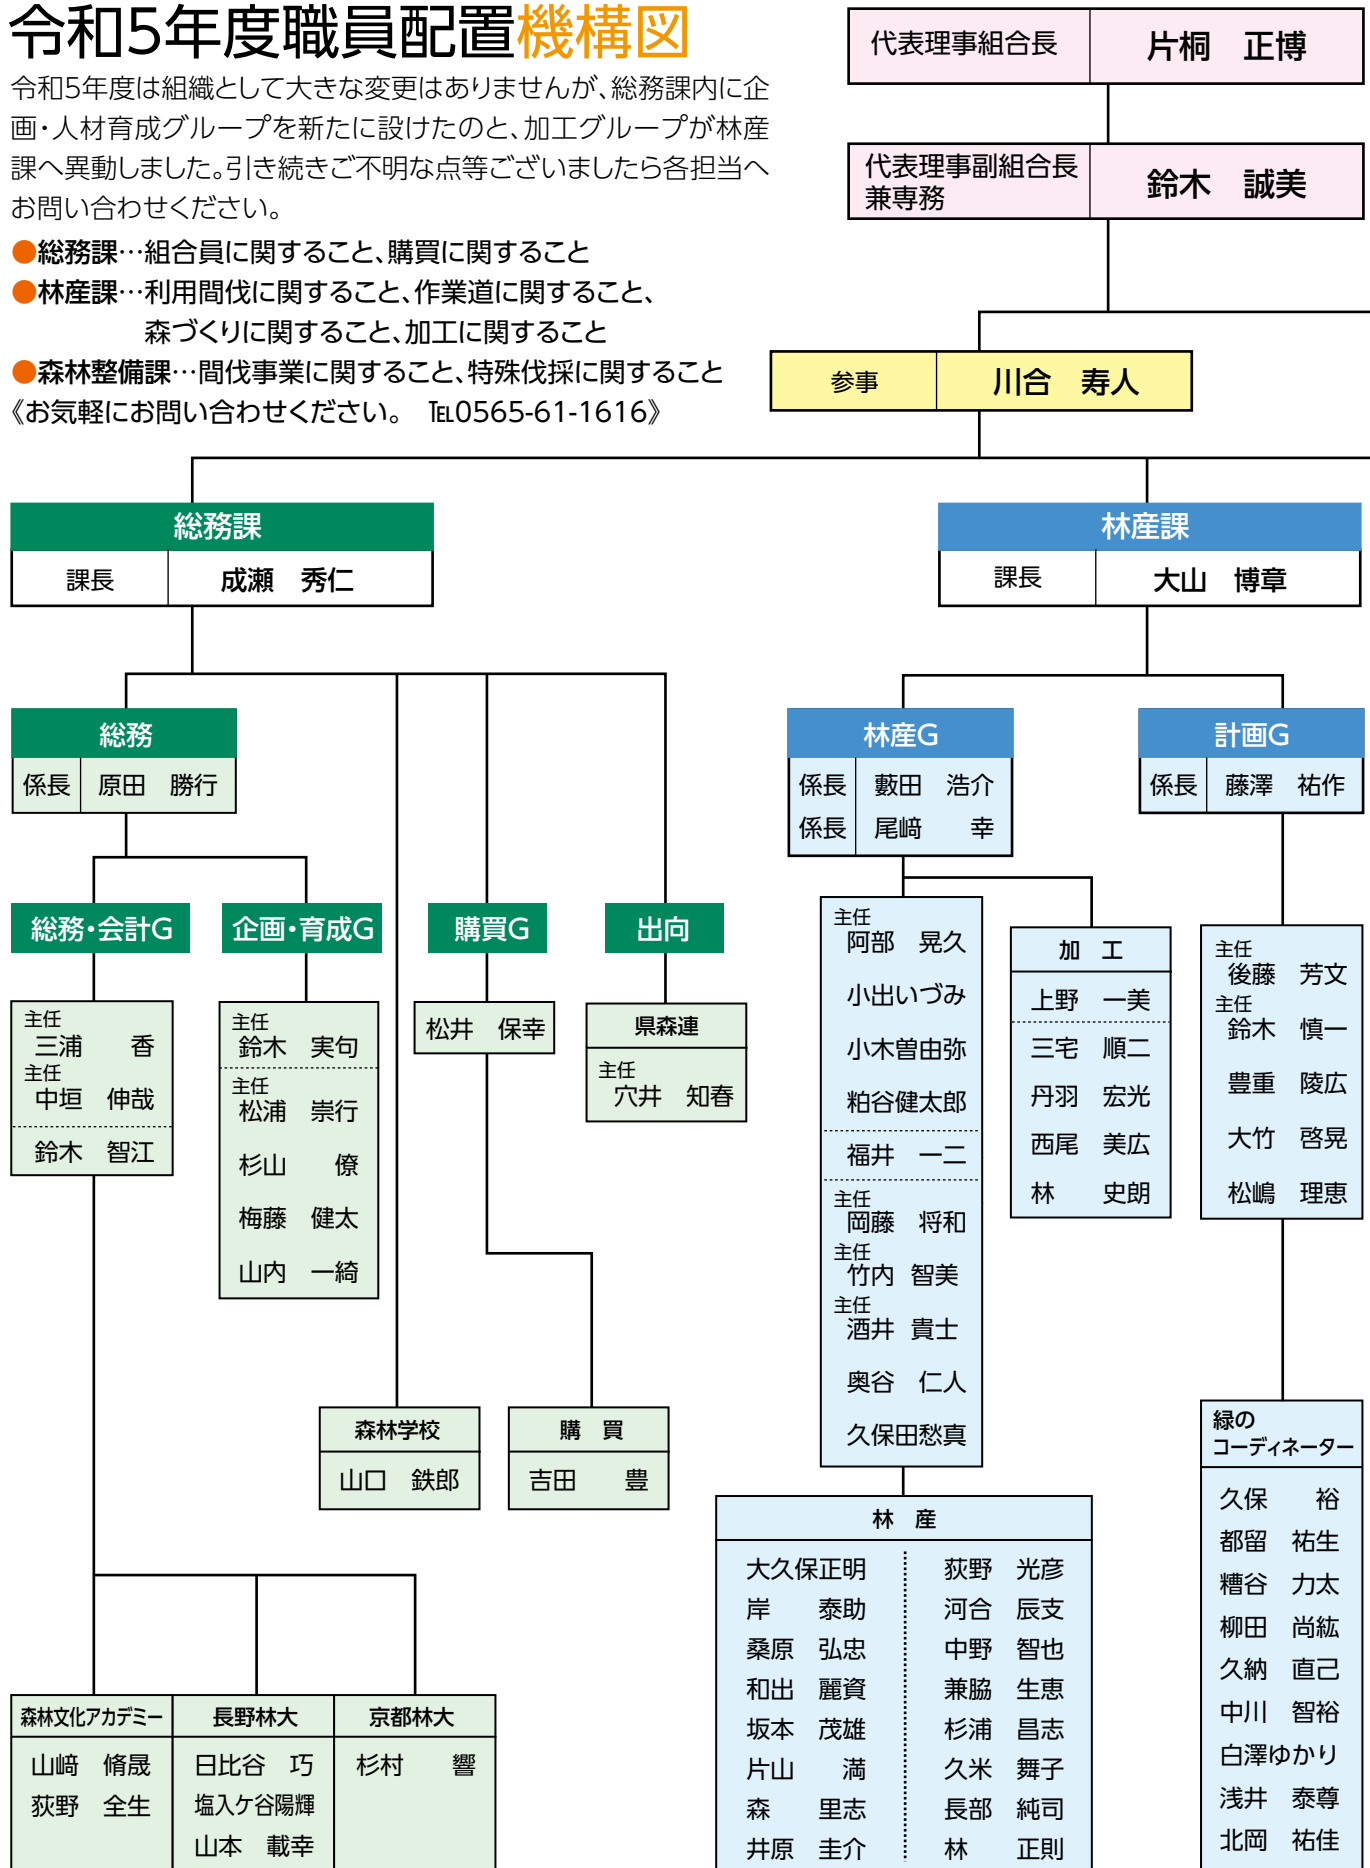 令和5年度職員配置機構図
令和5年度は組織として大きな変更はありませんが、総務課内に企
画・人材育成グループを新たに設けたのと、加工グループが林産
課へ異動しました。引き続きご不明な点等ございましたら各担当へ
お問い合わせください。
●総務課…組合員に関すること、購買に関すること
●林産課…利用間伐に関すること、作業道に関すること、
森づくりに関すること、加工に関すること
●森林整備課…間伐事業に関すること、特殊伐採に関すること
《お気軽にお問い合わせください。　℡0565-61-1616》
代表理事組合長　片桐　正博
代表理事副組合長
兼専務　鈴木　誠美
参事　川合　寿人
総務課
課長　成瀬　秀仁
総務
係長　原田　勝行
総務・会計G
主任
三浦　　香
主任
中垣　伸哉
鈴木　智江
企画・育成G
主任
鈴木　実句
主任
松浦　崇行
杉山　　僚
梅藤　健太
山内　一綺
購買G
松井　保幸
出向
県森連
主任
穴井　知春
森林学校
山口　鉄郎
購　買
吉田　　豊
森林文化アカデミー
山﨑　脩晟
荻野　全生
長野林大
日比谷　巧
塩入ケ谷陽輝
山本　載幸
京都林大
杉村　　響
林産課
課長　大山　博章
林産G
係長　藪田　浩介
係長　尾﨑　　幸
主任
阿部　晃久
小出いづみ
小木曽由弥
粕谷健太郎
福井　一二
主任
岡藤　将和
主任
竹内　智美
主任
酒井　貴士
奥谷　仁人
久保田愁真
加　工
上野　一美
三宅　順二
丹羽　宏光
西尾　美広
林　　史朗
林　産
大久保正明
岸　　泰助
桑原　弘忠
和出　麗資
坂本　茂雄
片山　　満
森　　里志
井原　圭介
荻野　光彦
河合　辰支
中野　智也
兼脇　生恵
杉浦　昌志
久米　舞子
長部　純司
林　　正則
計画G
係長　藤澤　祐作
主任
後藤　芳文
主任
鈴木　慎一
豊重　陵広
大竹　啓晃
松嶋　理恵
緑の
コーディネーター
久保　　裕
都留　祐生
糟谷　力太
柳田　尚紘
久納　直己
中川　智裕
白澤ゆかり
浅井　泰尊
北岡　祐佳